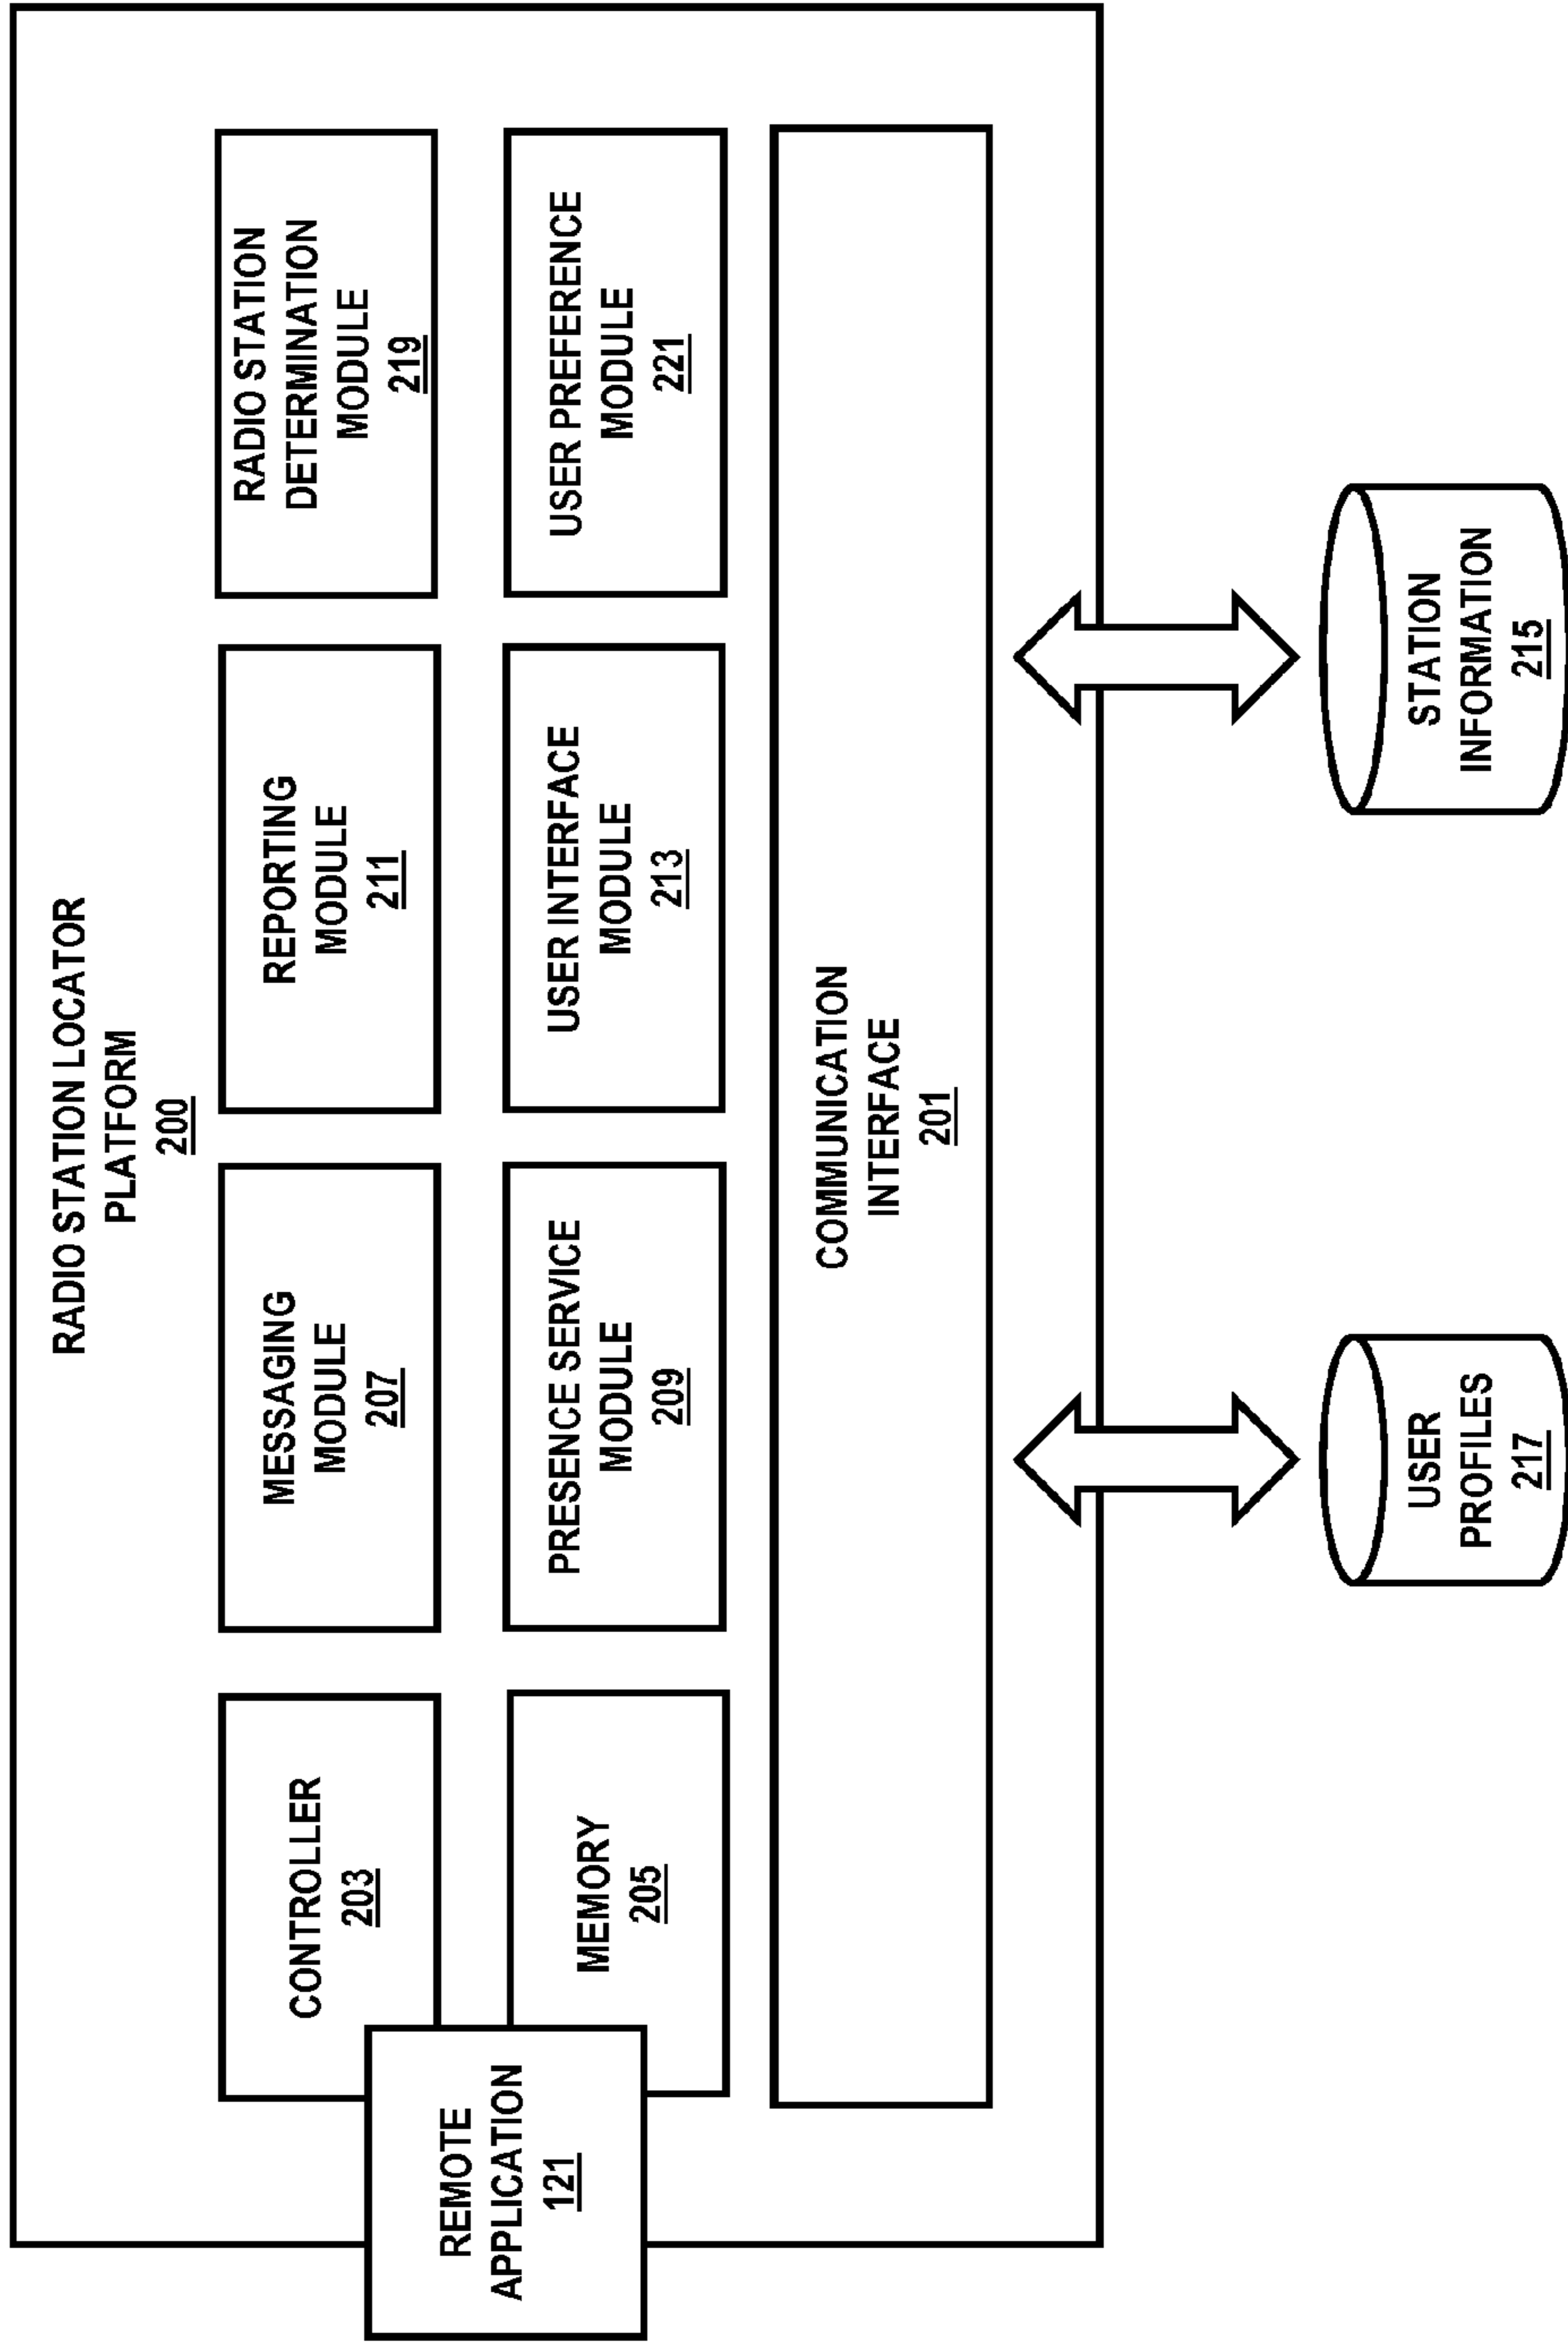 RADIO STATION LOCATOR
PLATFORM
200
CONTROLLER
203
MESSAGING
MODULE
207
REPORTING
MODULE
211
RADIO STATION
DETERMINATION
MODULE
219
REMOTE
APPLICATION
121
MEMORY
205
PRESENCE SERVICE
MODULE
209
USER INTERFACE
MODULE
213
USER PREFERENCE
MODULE
221
COMMUNICATION
INTERFACE
201
USER
PROFILES
217
STATION
INFORMATION
215